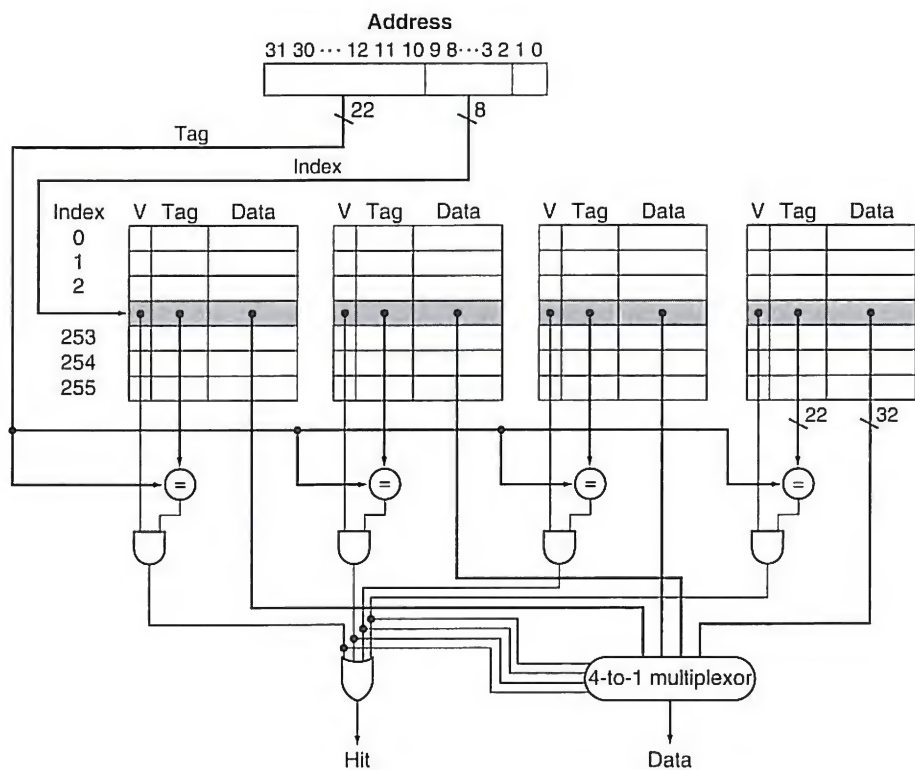 Address
31 30 ··· 12 11 10 9 8···3 2 1 0
22
8
Tag
Index
Index V Tag Data V Tag Data V Tag Data V Tag Data
0
1
2
253
254
255
22 32
= = = =
4-to-1 multiplexor
Hit Data